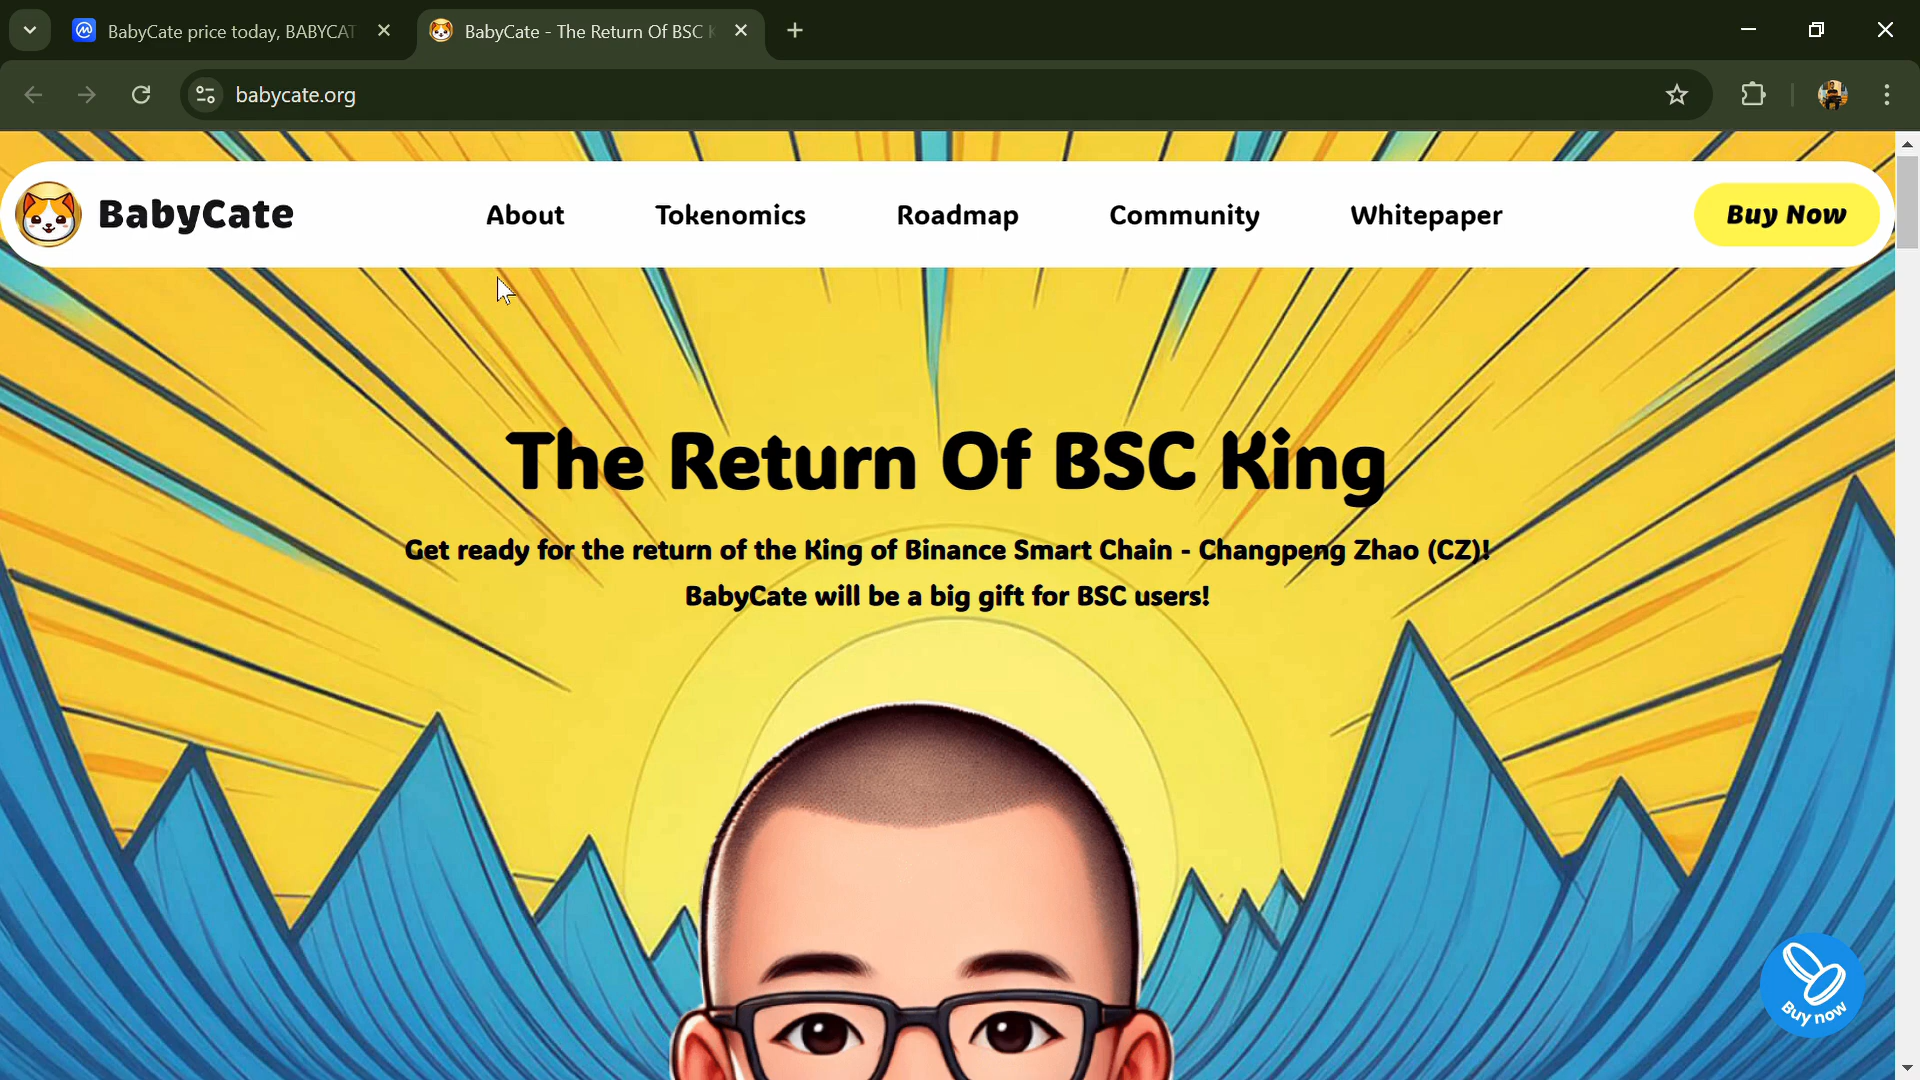 BabyCate price today, BABYCAT
BabyCate - The Return Of BSC K
babycate.org
BabyCate
About
Tokenomics
Roadmap
Community
Whitepaper
Buy Now
The Return Of BSC King
Get ready for the return of the King of Binance Smart Chain - Changpeng Zhao (CZ)!
BabyCate will be a big gift for BSC users!
Buy now